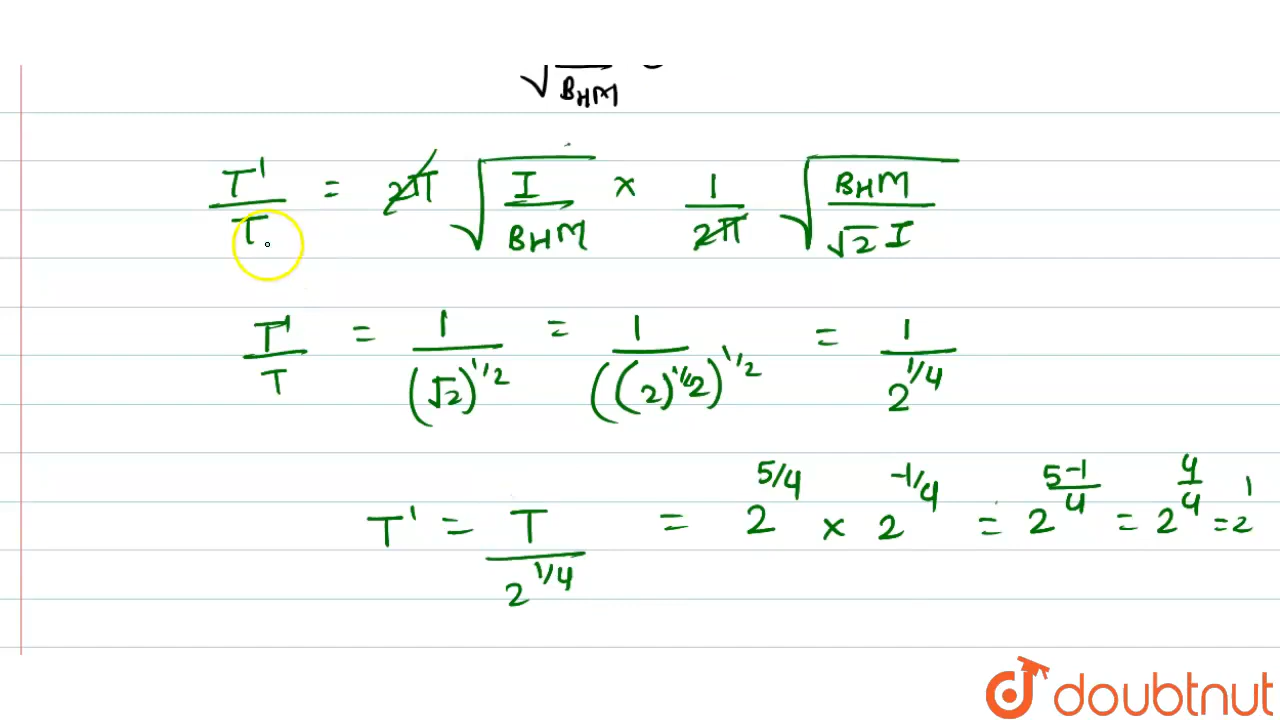 √ BHM
T'/T = 2π √(I/BHM) × 1/2π √(BHM/√2 I)
T'/T = 1/(√2)^1/2 = 1/((2)^1/2)^1/2 = 1/2^1/4
T' = T/2^1/4 = 2^5/4 × 2^-1/4 = 2^(5-1)/4 = 2^4/4 = 2^1
doubtnut